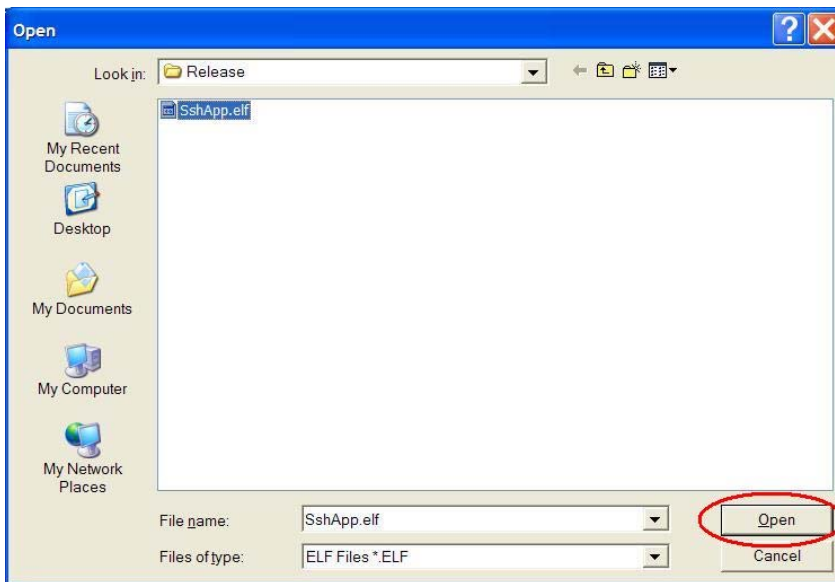 Open
?
Look in:
Release
SshApp.elf
My Recent
Documents
Desktop
My Documents
My Computer
My Network
Places
File name:
SshApp.elf
Open
Files of type:
ELF Files *.ELF
Cancel